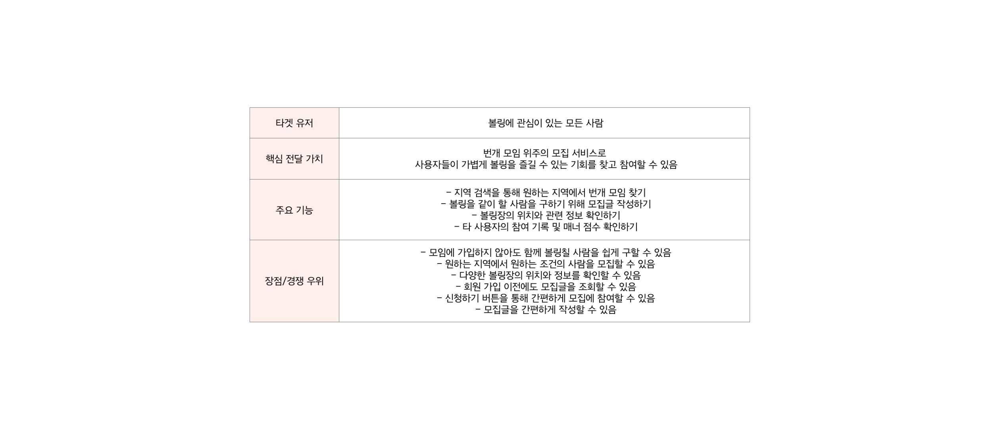 타겟 유저
볼링에 관심이 있는 모든 사람
핵심 전달 가치
번개 모임 위주의 모집 서비스로
사용자들이 가볍게 볼링을 즐길 수 있는 기회를 찾고 참여할 수 있음
주요 기능
- 지역 검색을 통해 원하는 지역에서 번개 모임 찾기
- 볼링을 같이 할 사람을 구하기 위해 모집글 작성하기
- 볼링장의 위치와 관련 정보 확인하기
- 타 사용자의 참여 기록 및 매너 점수 확인하기
장점/경쟁 우위
- 모임에 가입하지 않아도 함께 볼링칠 사람을 쉽게 구할 수 있음
- 원하는 지역에서 원하는 조건의 사람을 모집할 수 있음
- 다양한 볼링장의 위치와 정보를 확인할 수 있음
- 회원 가입 이전에도 모집글을 조회할 수 있음
- 신청하기 버튼을 통해 간편하게 모집에 참여할 수 있음
- 모집글을 간편하게 작성할 수 있음